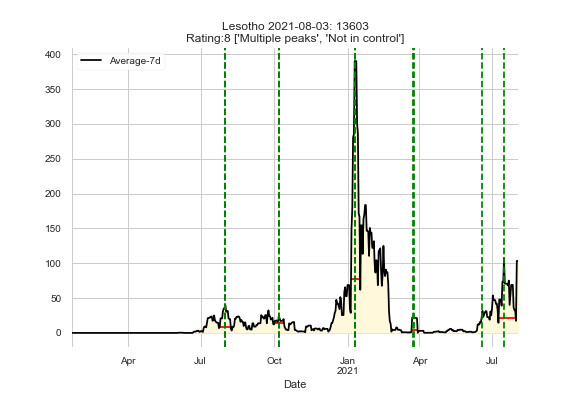 Lesotho 2021-08-03: 13603
Rating:8 ['Multiple peaks', 'Not in control']
400
350
300
250
200
150
100
50
0
Average-7d
Apr
Jul
Oct
Jan
2021
Apr
Jul
Date